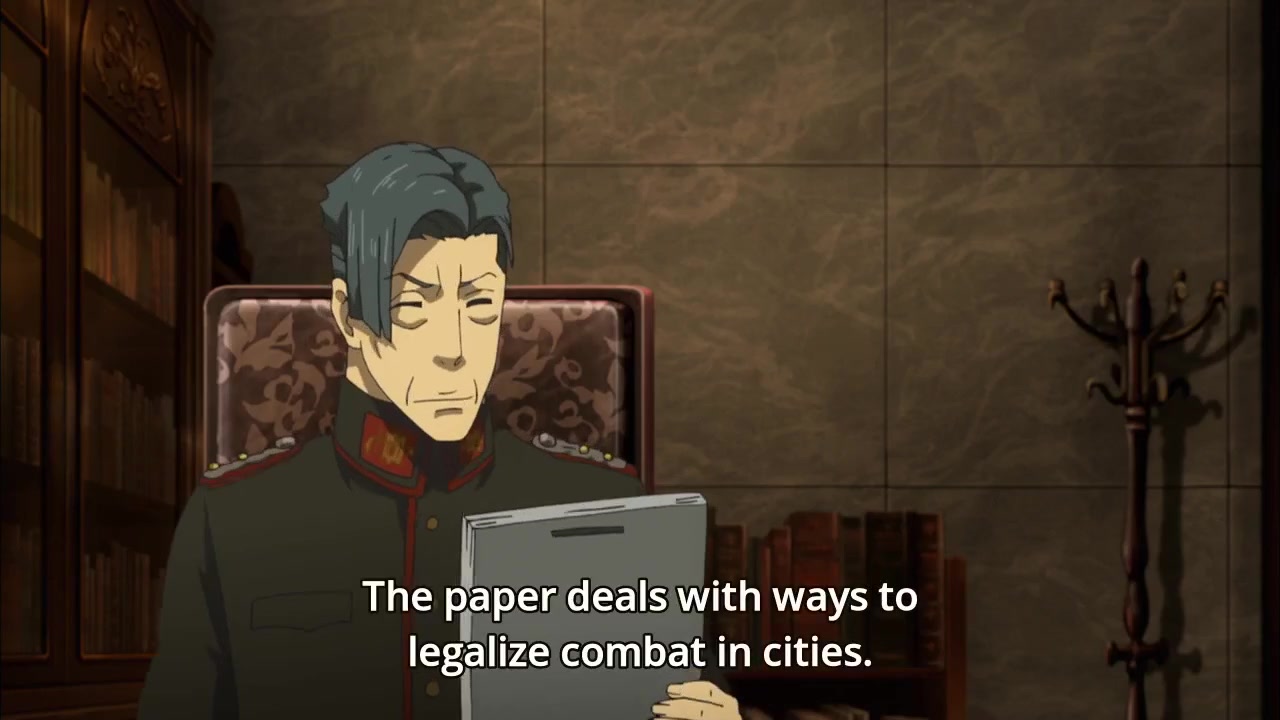 The paper deals with ways to
legalize combat in cities.